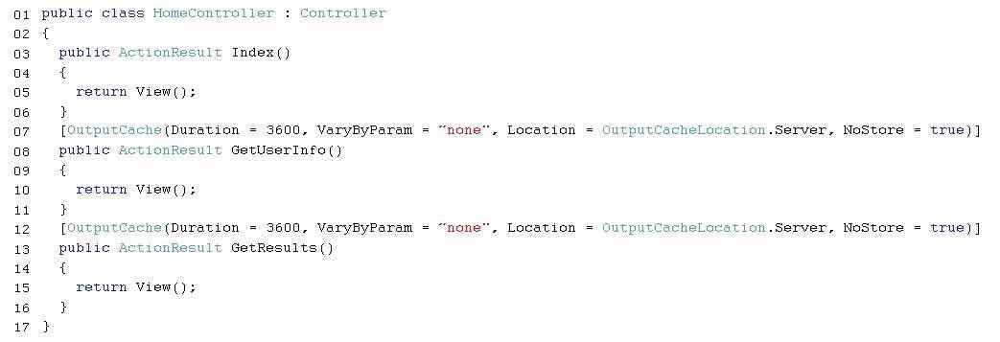 01 public class HomeController : Controller
02 {
03   public ActionResult Index()
04   {
05     return View();
06   }
07   [OutputCache(Duration = 3600, VaryByParam = ˝none", Location = OutputCacheLocation.Server, NoStore = true)]
08   public ActionResult GetUserInfo()
09   {
10     return View();
11   }
12   [OutputCache(Duration = 3600, VaryByParam = ˝none", Location = OutputCacheLocation.Server, NoStore = true)]
13   public ActionResult GetResults()
14   {
15     return View();
16   }
17 }